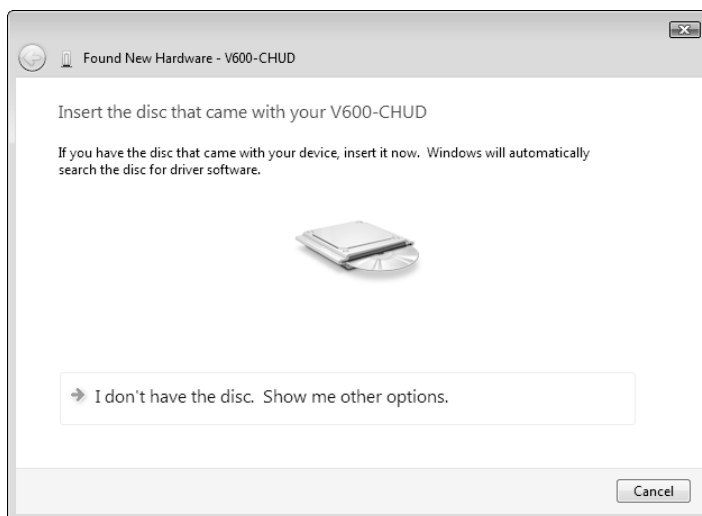 Found New Hardware - V600-CHUD
Insert the disc that came with your V600-CHUD
If you have the disc that came with your device, insert it now.  Windows will automatically
search the disc for driver software.
I don't have the disc.  Show me other options.
Cancel